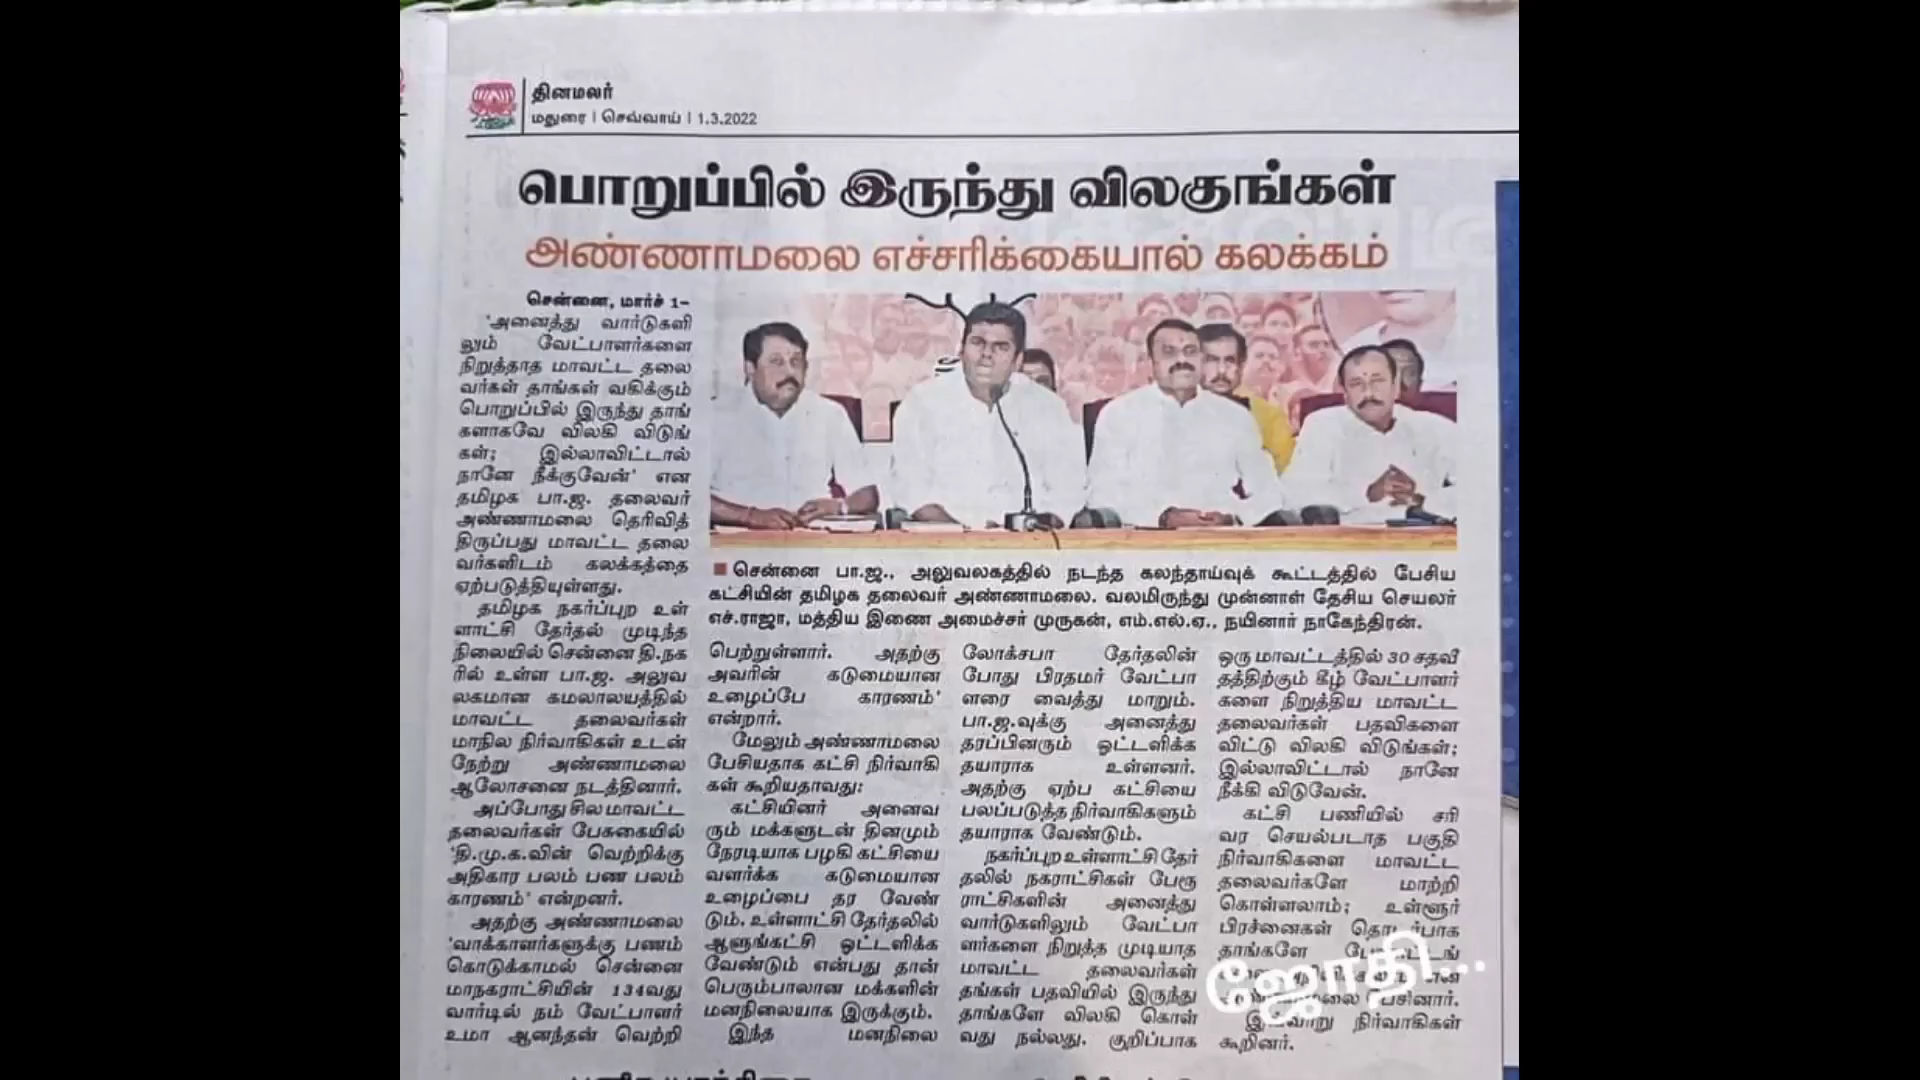 தினமலர்
மதுரை | செவ்வாய் | 1.3.2022
பொறுப்பில் இருந்து விலகுங்கள்
அண்ணாமலை எச்சரிக்கையால் கலக்கம்
சென்னை, மார்ச் 1–
'அனைத்து வார்டுகளி
லும் வேட்பாளர்களை
நிறுத்தாத மாவட்ட தலை
வர்கள் தாங்கள் வகிக்கும்
பொறுப்பில் இருந்து தாங்
களாகவே விலகி விடுங்
கள்; இல்லாவிட்டால்
நானே நீக்குவேன்' என
தமிழக பா.ஜ. தலைவர்
அண்ணாமலை தெரிவித்
திருப்பது மாவட்ட தலை
வர்களிடம் கலக்கத்தை
ஏற்படுத்தியுள்ளது.
தமிழக நகர்ப்புற உள்
ளாட்சி தேர்தல் முடிந்த
நிலையில் சென்னை தி.நக
ரில் உள்ள பா.ஜ. அலுவ
லகமான கமலாலயத்தில்
மாவட்ட தலைவர்கள்
மாநில நிர்வாகிகள் உடன்
நேற்று அண்ணாமலை
ஆலோசனை நடத்தினார்.
அப்போது சில மாவட்ட
தலைவர்கள் பேசுகையில்
'தி.மு.க.வின் வெற்றிக்கு
அதிகார பலம் பண பலம்
காரணம்' என்றனர்.
அதற்கு அண்ணாமலை
'வாக்காளர்களுக்கு பணம்
கொடுக்காமல் சென்னை
மாநகராட்சியின் 134வது
வார்டில் நம் வேட்பாளர்
உமா ஆனந்தன் வெற்றி
■ சென்னை பா.ஜ., அலுவலகத்தில் நடந்த கலந்தாய்வுக் கூட்டத்தில் பேசிய
கட்சியின் தமிழக தலைவர் அண்ணாமலை. வலமிருந்து முன்னாள் தேசிய செயலர்
எச்.ராஜா, மத்திய இணை அமைச்சர் முருகன், எம்.எல்.ஏ., நயினார் நாகேந்திரன்.
பெற்றுள்ளார். அதற்கு
அவரின் கடுமையான
உழைப்பே காரணம்'
என்றார்.
மேலும் அண்ணாமலை
பேசியதாக கட்சி நிர்வாகி
கள் கூறியதாவது:
கட்சியினர் அனைவ
ரும் மக்களுடன் தினமும்
நேரடியாக பழகி கட்சியை
வளர்க்க கடுமையான
உழைப்பை தர வேண்
டும். உள்ளாட்சி தேர்தலில்
ஆளுங்கட்சி ஓட்டளிக்க
வேண்டும் என்பது தான்
பெரும்பாலான மக்களின்
மனநிலையாக இருக்கும்.
இந்த மனநிலை
லோக்சபா தேர்தலின்
போது பிரதமர் வேட்பா
ளரை வைத்து மாறும்.
பா.ஜ.வுக்கு அனைத்து
தரப்பினரும் ஓட்டளிக்க
தயாராக உள்ளனர்.
அதற்கு ஏற்ப கட்சியை
பலப்படுத்த நிர்வாகிகளும்
தயாராக வேண்டும்.
நகர்ப்புற உள்ளாட்சி தேர்
தலில் நகராட்சிகள் பேரூ
ராட்சிகளின் அனைத்து
வார்டுகளிலும் வேட்பா
ளர்களை நிறுத்த முடியாத
மாவட்ட தலைவர்கள்
தங்கள் பதவியில் இருந்து
தாங்களே விலகி கொள்
வது நல்லது. குறிப்பாக
ஒரு மாவட்டத்தில் 30 சதவீ
தத்திற்கும் கீழ் வேட்பாளர்
களை நிறுத்திய மாவட்ட
தலைவர்கள் பதவிகளை
விட்டு விலகி விடுங்கள்;
இல்லாவிட்டால் நானே
நீக்கி விடுவேன்.
கட்சி பணியில் சரி
வர செயல்படாத பகுதி
நிர்வாகிகளை மாவட்ட
தலைவர்களே மாற்றி
கொள்ளலாம்; உள்ளூர்
பிரச்னைகள் தொடர்பாக
தாங்களே
பேசினார்.
நிர்வாகிகள்
கூறினர்.
ஜோதி...